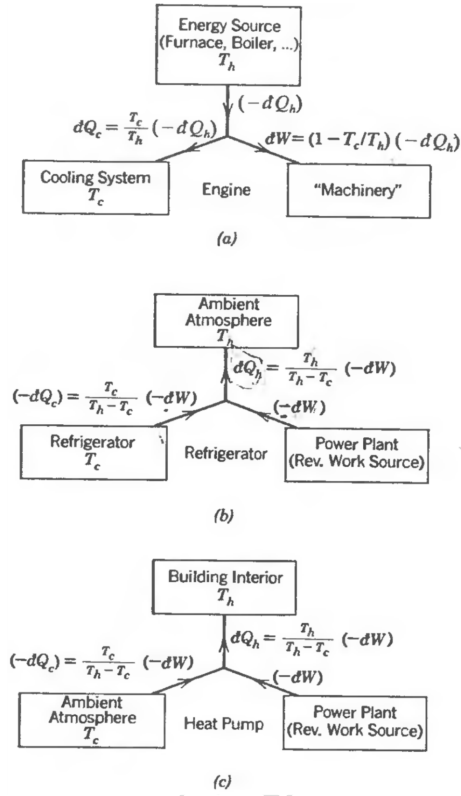 Energy Source
(Furnace, Boiler, ...)
T_h
(−đQ_h)
đQ_c = T_c/T_h (−đQ_h)
đW = (1 − T_c/T_h) (−đQ_h)
Cooling System
T_c
Engine
"Machinery"
(a)
Ambient
Atmosphere
T_h
đQ_h = T_h/(T_h − T_c) (−đW)
(−đQ_c) = T_c/(T_h − T_c) (−đW)
(−đW)
Refrigerator
T_c
Refrigerator
Power Plant
(Rev. Work Source)
(b)
Building Interior
T_h
đQ_h = T_h/(T_h − T_c) (−đW)
(−đQ_c) = T_c/(T_h − T_c) (−đW)
(−đW)
Ambient
Atmosphere
T_c
Heat Pump
Power Plant
(Rev. Work Source)
(c)